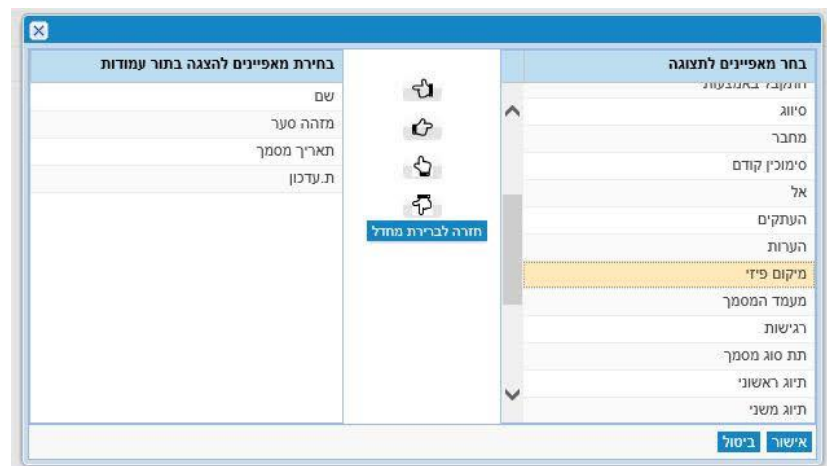 בחר מאפיינים לתצוגה
התקבל באמצעות
סיווג
מחבר
סימוכין קודם
אל
העתקים
הערות
מיקום פיזי
מעמד המסמך
רגישות
תת סוג מסמך
תיוג ראשוני
תיוג משני
חזרה לברירת מחדל
בחירת מאפיינים להצגה בתור עמודות
שם
מזהה סער
תאריך מסמך
ת.עדכון
אישור
ביטול